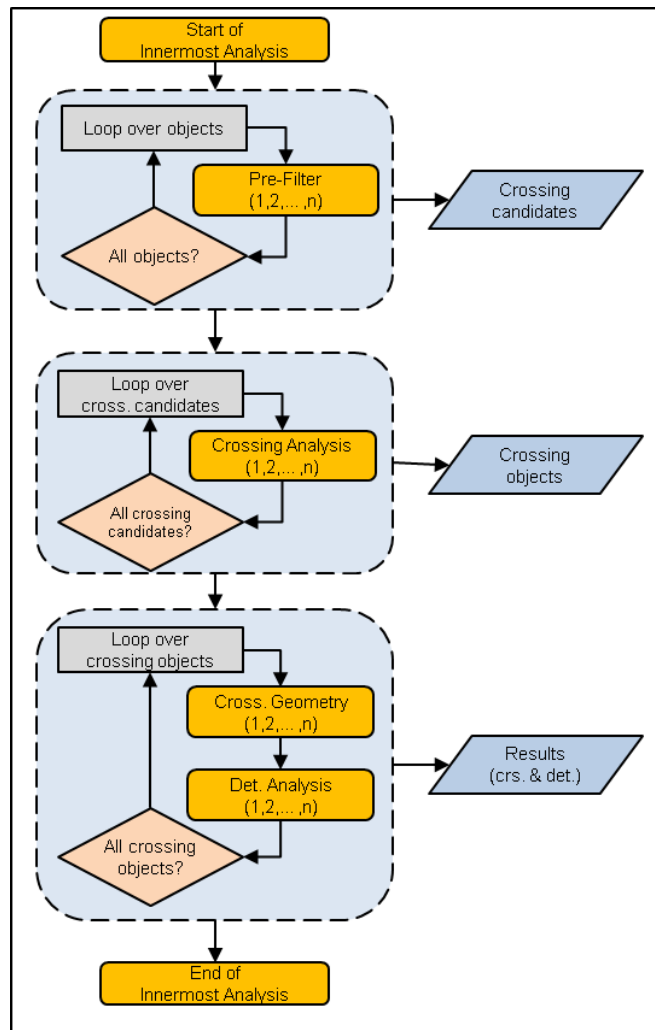 Start of
Innermost Analysis
Loop over objects
Pre-Filter
(1,2,... ,n)
All objects?
Crossing
candidates
Loop over
cross. candidates
Crossing Analysis
(1,2,... ,n)
All crossing
candidates?
Crossing
objects
Loop over
crossing objects
Cross. Geometry
(1,2,... ,n)
Det. Analysis
(1,2,... ,n)
All crossing
objects?
Results
(crs. & det.)
End of
Innermost Analysis